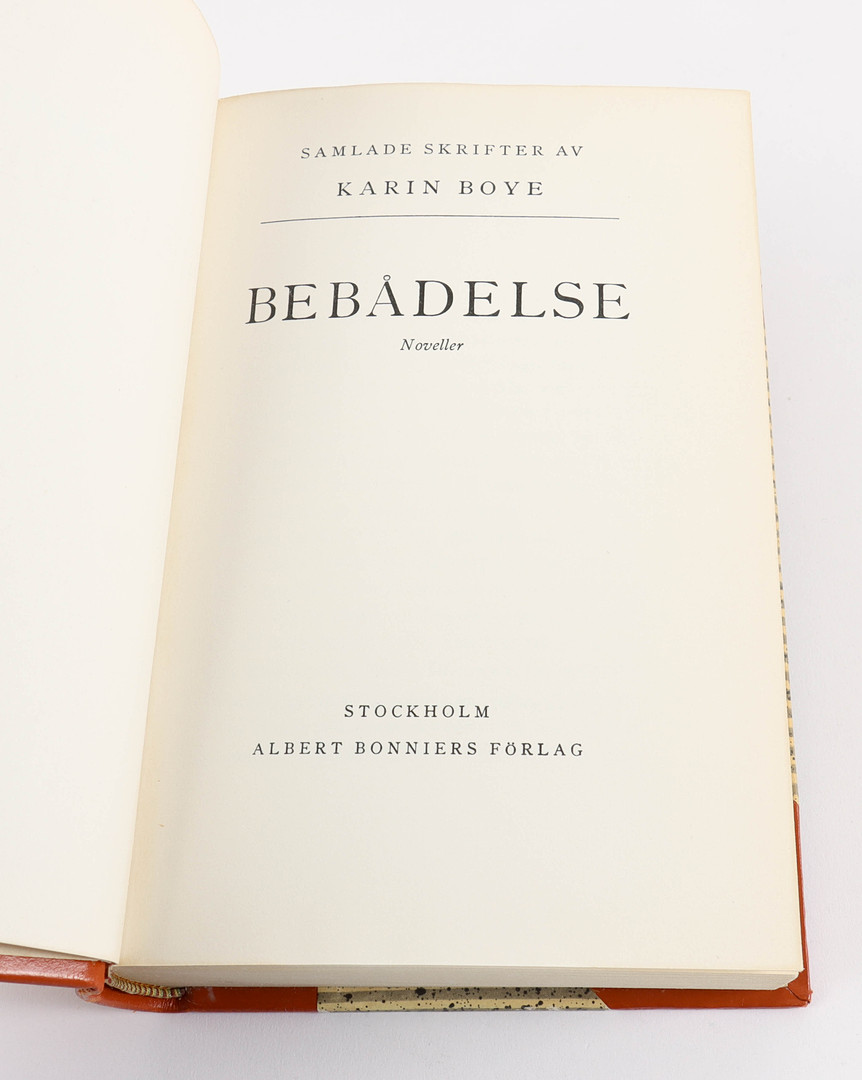 SAMLADE SKRIFTER AV
KARIN BOYE
BEBÅDELSE
Noveller
STOCKHOLM
ALBERT BONNIERS FÖRLAG